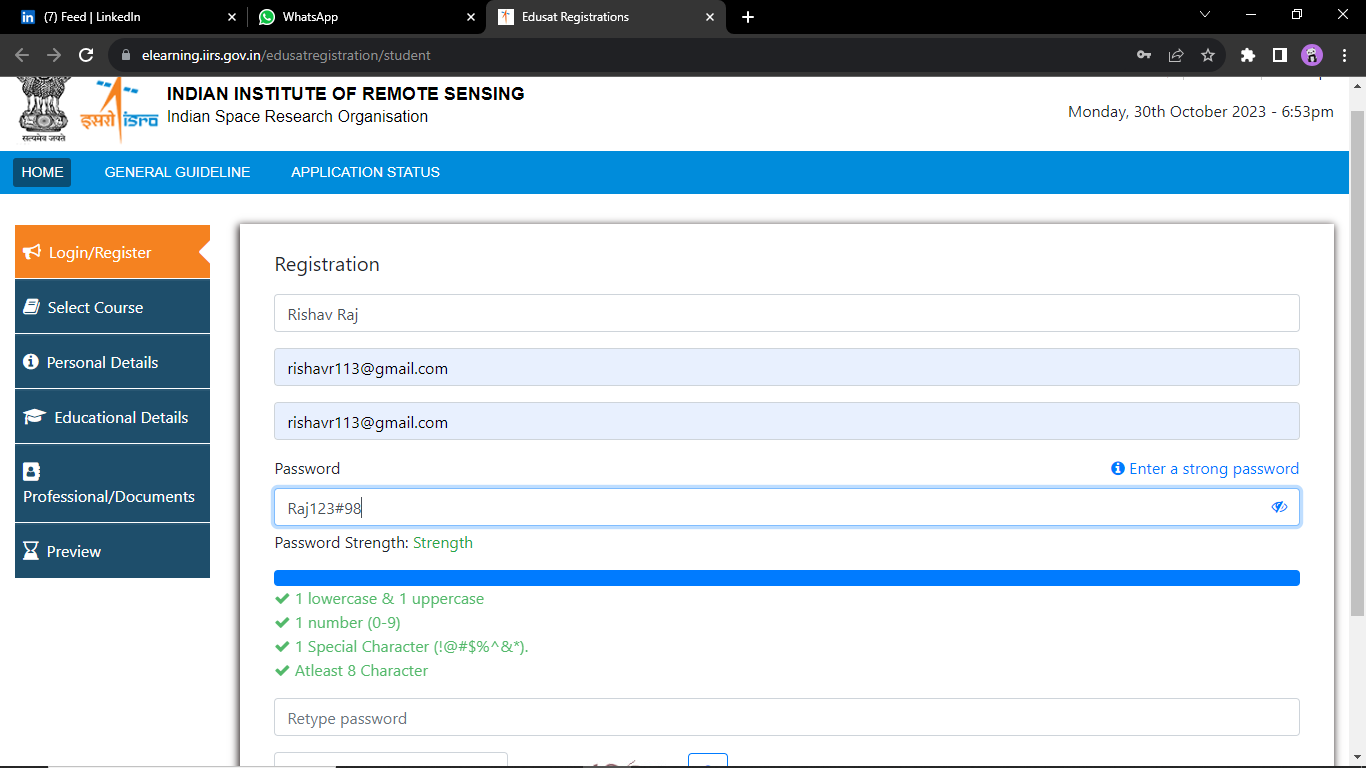 (7) Feed | LinkedIn
WhatsApp
Edusat Registrations
elearning.iirs.gov.in/edusatregistration/student
सत्यमेव जयते
इसरो isro
INDIAN INSTITUTE OF REMOTE SENSING
Indian Space Research Organisation
Monday, 30th October 2023 - 6:53pm
HOME
GENERAL GUIDELINE
APPLICATION STATUS
Login/Register
Select Course
Personal Details
Educational Details
Professional/Documents
Preview
Registration
Rishav Raj
rishavr113@gmail.com
rishavr113@gmail.com
Password
Enter a strong password
Raj123#98
Password Strength: Strength
1 lowercase & 1 uppercase
1 number (0-9)
1 Special Character (!@#$%^&*).
Atleast 8 Character
Retype password